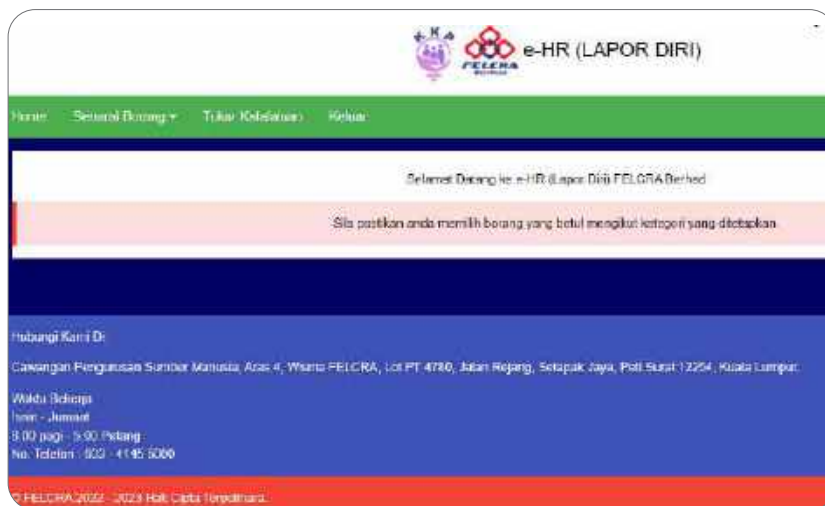 FELCRA
e-HR (LAPOR DIRI)
Home Senarai Borang Tukar Katalaluan Keluar
Selamat Datang ke e-HR (Lapor Diri) FELCRA Berhad
Sila pastikan anda memilih borang yang betul mengikut kategori yang ditetapkan
Hubungi Kami Di
Cawangan Pengurusan Sumber Manusia, Aras 4, Wisma FELCRA, Lot PT 4780, Jalan Rejang, Setapak Jaya, Peti Surat 12254, Kuala Lumpur.
Waktu Bekerja
Isnin - Jumaat
8.00 pagi - 5.00 Petang
No. Telefon : 603 - 4145 5000
© FELCRA 2022 - 2023 Hak Cipta Terpelihara.